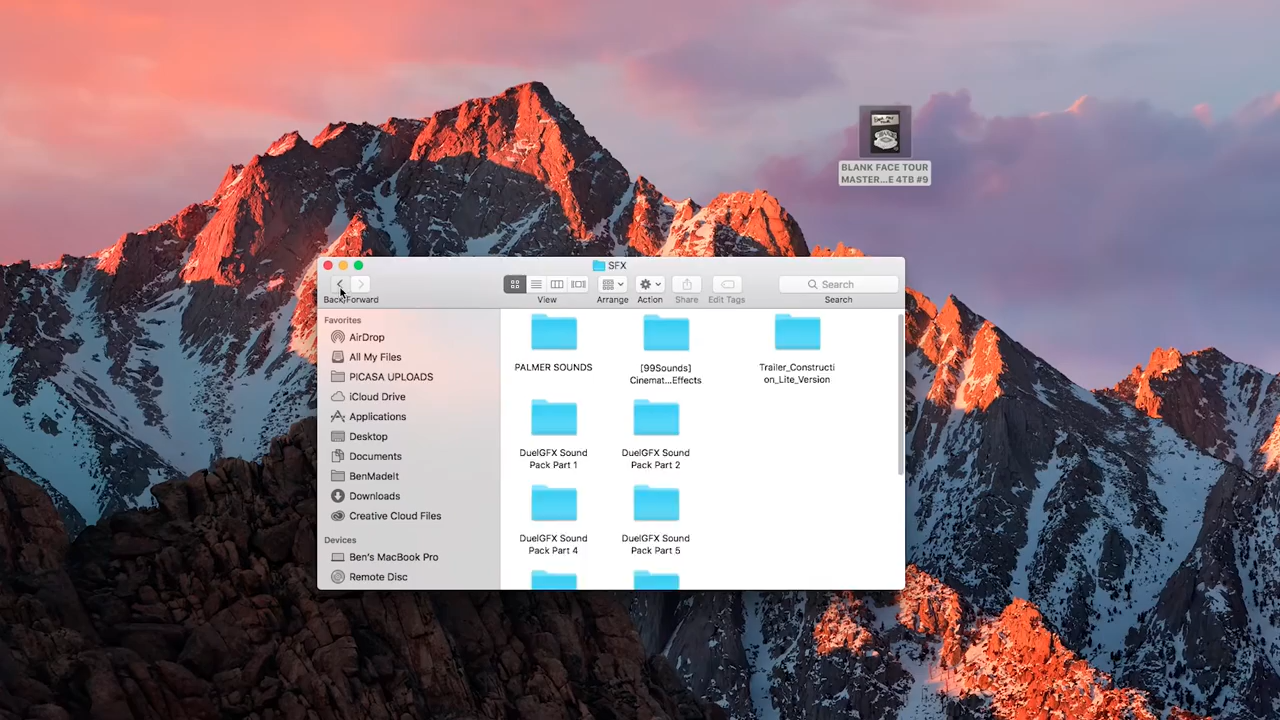 BLANK FACE TOUR
MASTER...E 4TB #9
SFX
Search
Back/Forward
View
Arrange
Action
Share
Edit Tags
Search
Favorites
AirDrop
All My Files
PICASA UPLOADS
iCloud Drive
Applications
Desktop
Documents
BenMadeIt
Downloads
Creative Cloud Files
Devices
Ben's MacBook Pro
Remote Disc
PALMER SOUNDS
[99Sounds]
Cinemat...Effects
Trailer_Constructi
on_Lite_Version
DuelGFX Sound
Pack Part 1
DuelGFX Sound
Pack Part 2
DuelGFX Sound
Pack Part 4
DuelGFX Sound
Pack Part 5